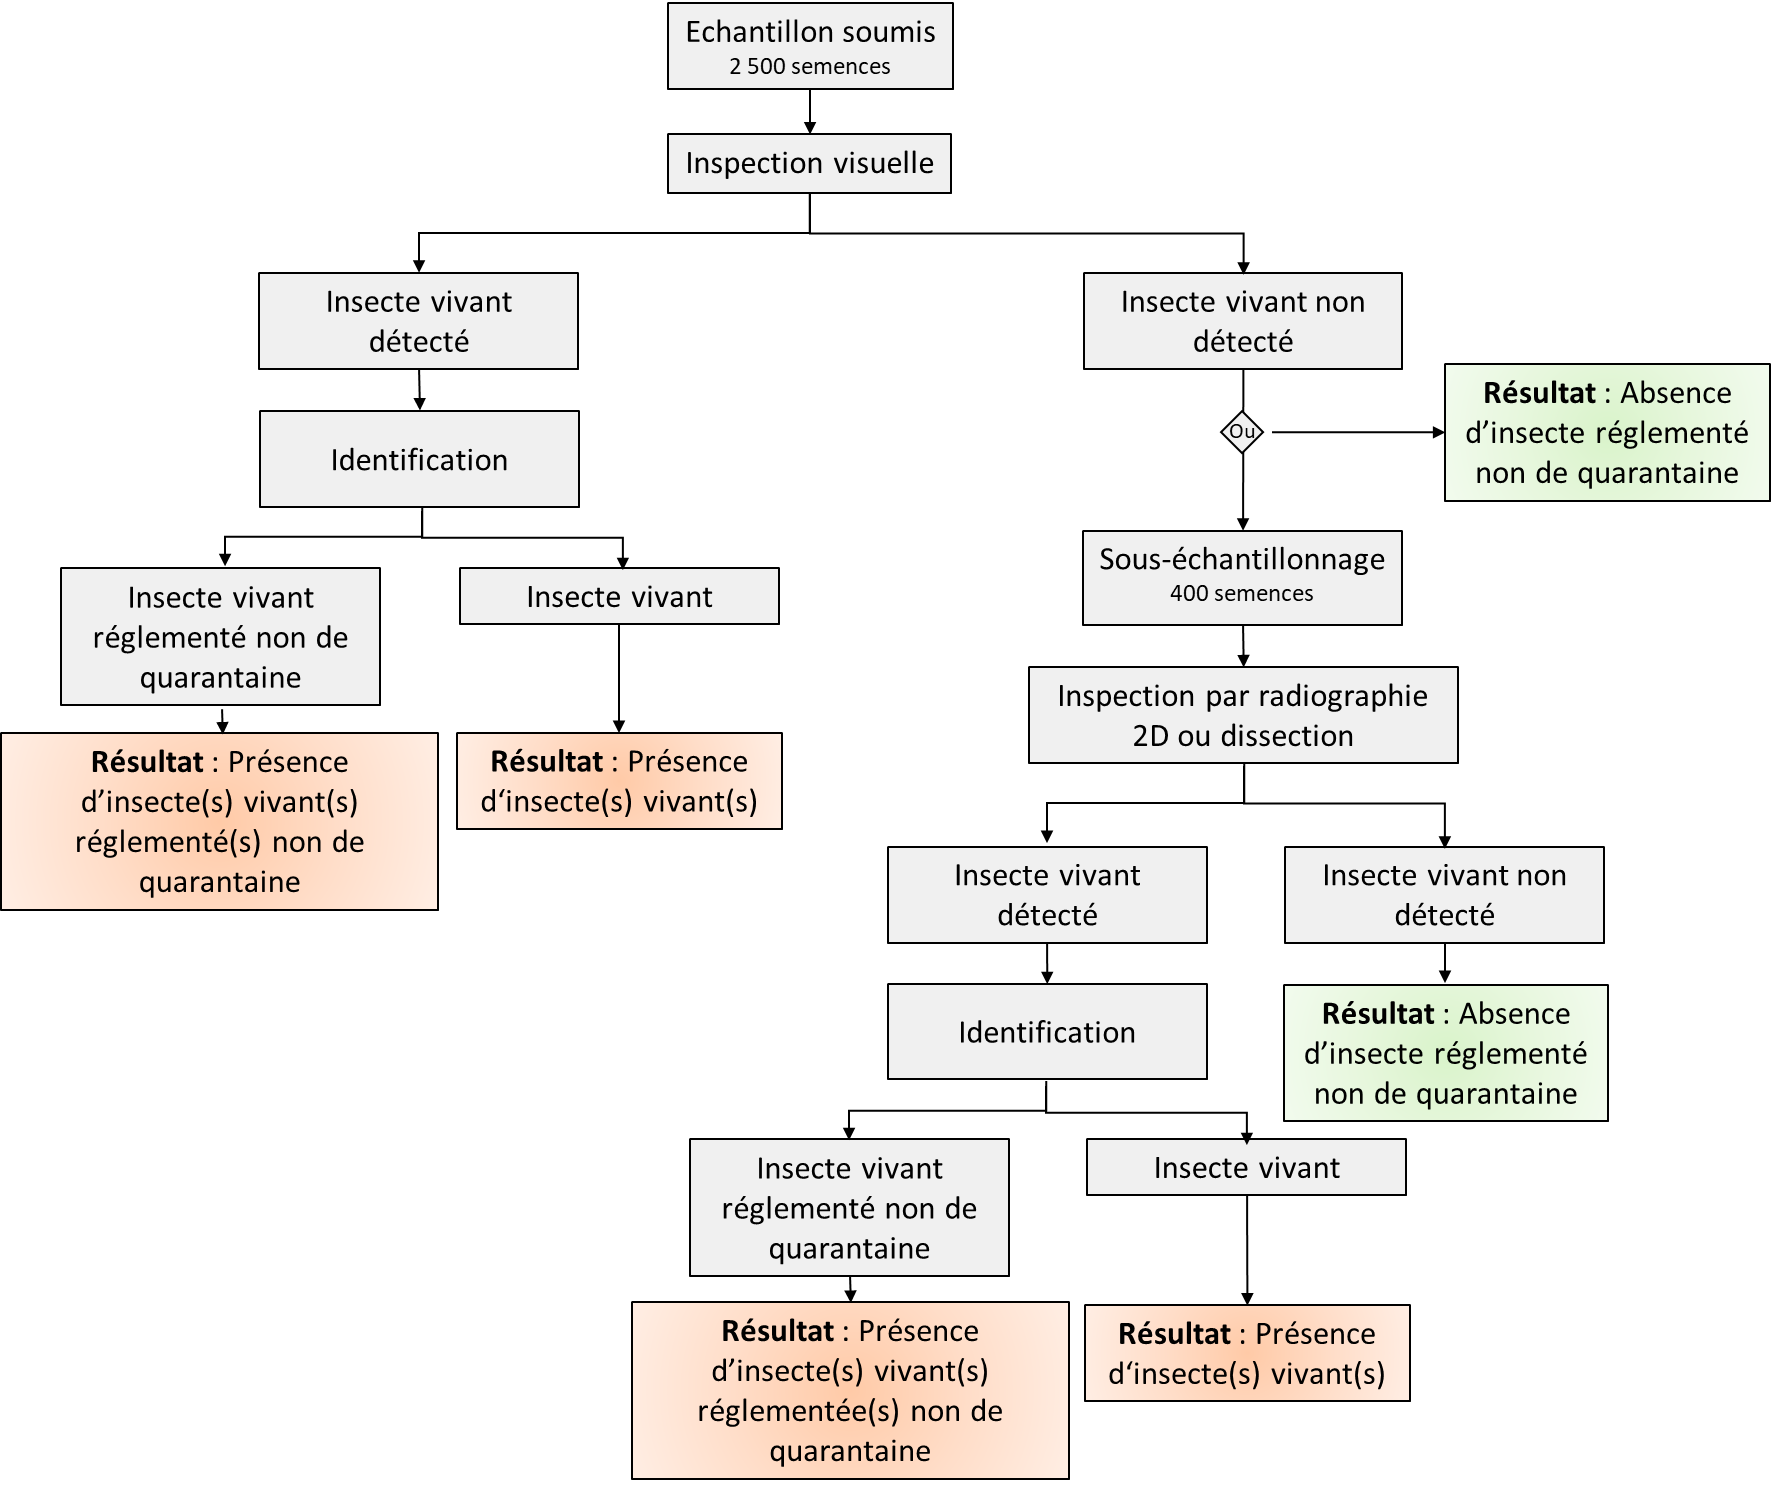 Echantillon soumis
2 500 semences
Inspection visuelle
Insecte vivant
détecté
Insecte vivant non
détecté
Résultat : Absence
d’insecte réglementé
non de quarantaine
Ou
Identification
Sous-échantillonnage
400 semences
Insecte vivant
réglementé non de
quarantaine
Insecte vivant
Inspection par radiographie
2D ou dissection
Résultat : Présence
d’insecte(s) vivant(s)
réglementé(s) non de
quarantaine
Résultat : Présence
d‘insecte(s) vivant(s)
Insecte vivant
détecté
Insecte vivant non
détecté
Identification
Résultat : Absence
d’insecte réglementé
non de quarantaine
Insecte vivant
réglementé non de
quarantaine
Insecte vivant
Résultat : Présence
d’insecte(s) vivant(s)
réglementée(s) non de
quarantaine
Résultat : Présence
d‘insecte(s) vivant(s)